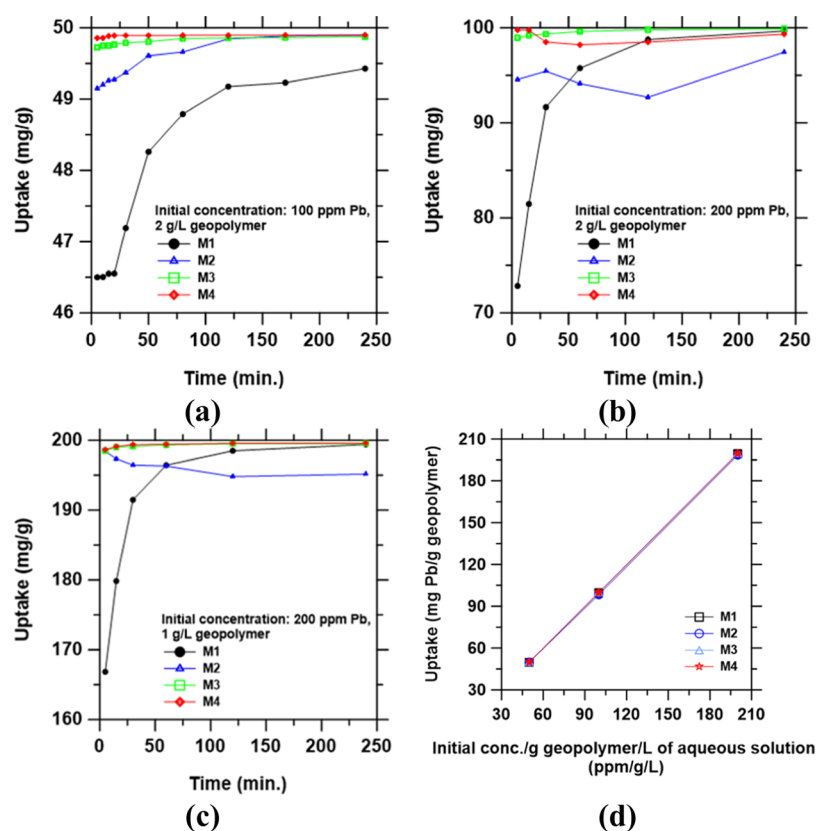 50
49
48
47
46
Uptake (mg/g)
Initial concentration: 100 ppm Pb,
2 g/L geopolymer
M1
M2
M3
M4
0 50 100 150 200 250
Time (min.)
(a)
100
90
80
70
Uptake (mg/g)
Initial concentration: 200 ppm Pb,
2 g/L geopolymer
M1
M2
M3
M4
0 50 100 150 200 250
Time (min.)
(b)
200
190
180
170
160
Uptake (mg/g)
Initial concentration: 200 ppm Pb,
1 g/L geopolymer
M1
M2
M3
M4
0 50 100 150 200 250
Time (min.)
(c)
210
180
150
120
90
60
30
Uptake (mg Pb/g geopolymer)
M1
M2
M3
M4
30 60 90 120 150 180 210
Initial conc./g geopolymer/L of aqueous solution
(ppm/g/L)
(d)